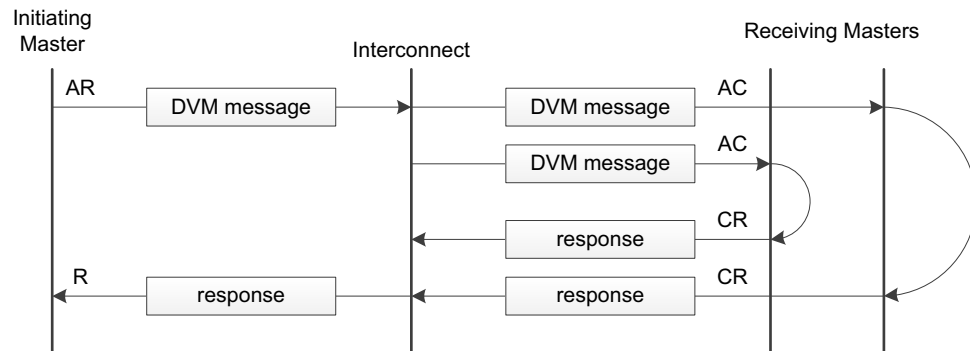 Initiating
Master
Interconnect
Receiving Masters
AR
DVM message
DVM message
AC
DVM message
AC
response
CR
R
response
response
CR